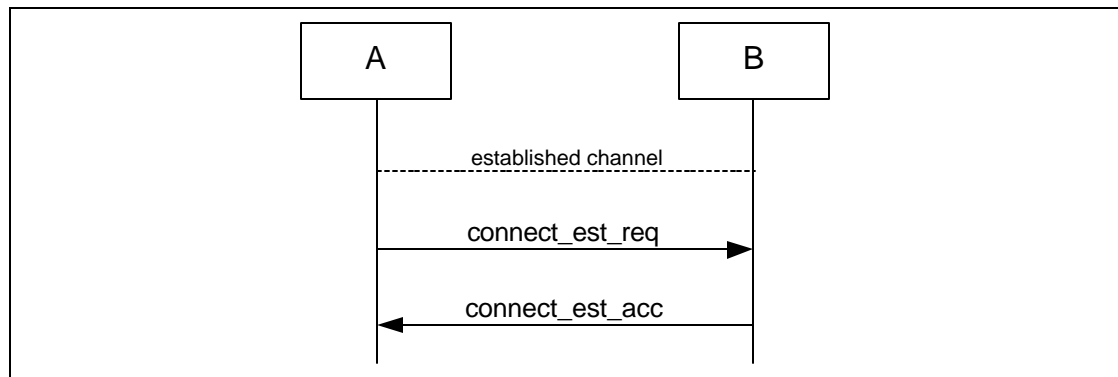 A
B
established channel
connect_est_req
connect_est_acc